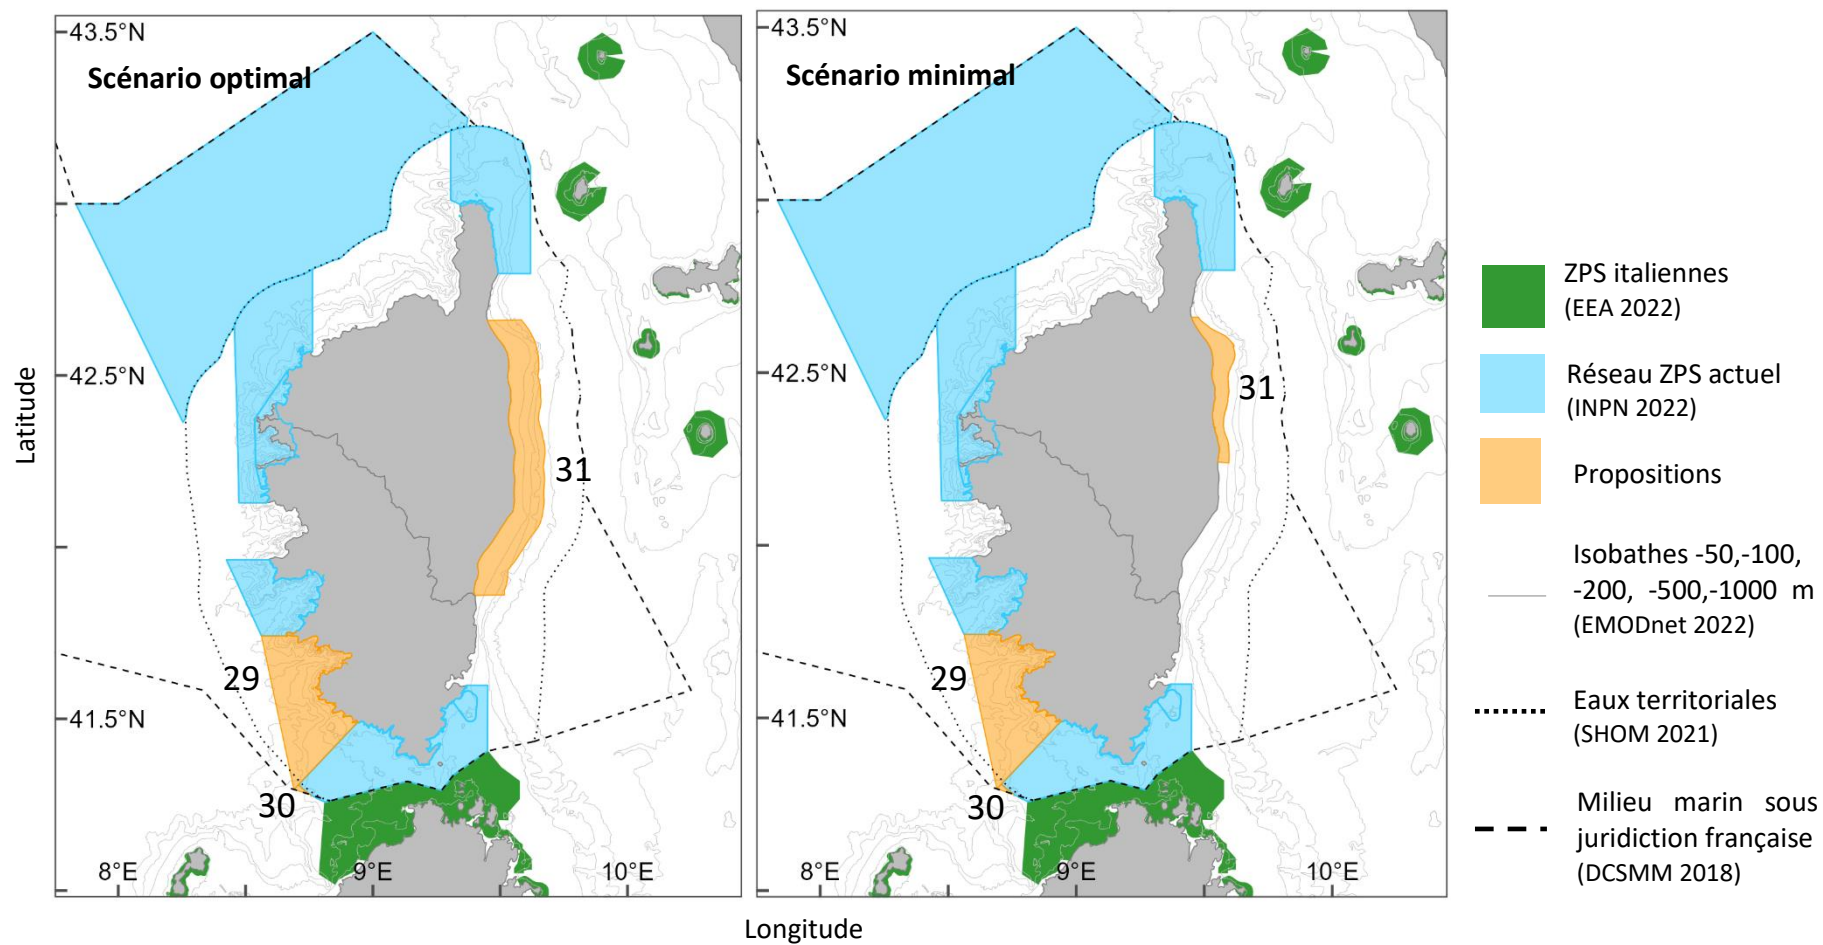 Scénario optimal
43.5°N
42.5°N
41.5°N
8°E
9°E
10°E
29
30
31
Latitude
Scénario minimal
43.5°N
42.5°N
41.5°N
8°E
9°E
10°E
29
30
31
Longitude
ZPS italiennes
(EEA 2022)
Réseau ZPS actuel
(INPN 2022)
Propositions
Isobathes -50,-100,
-200, -500,-1000 m
(EMODnet 2022)
Eaux territoriales
(SHOM 2021)
Milieu marin sous
juridiction française
(DCSMM 2018)